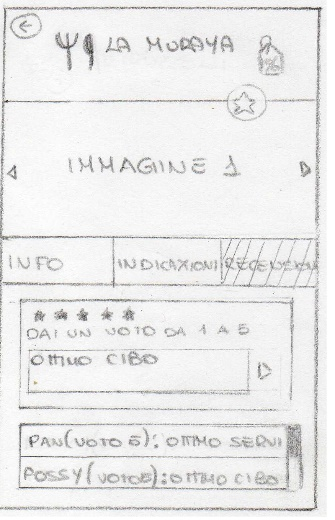 LA MURAYA
IMMAGINE 1
INFO
INDICAZIONI
RECENSIONI
DAI UN VOTO DA 1 A 5
OTTIMO CIBO
PAN(VOTO 5): OTTIMO SERVI
POSSY(VOTO5): OTTIMO CIBO